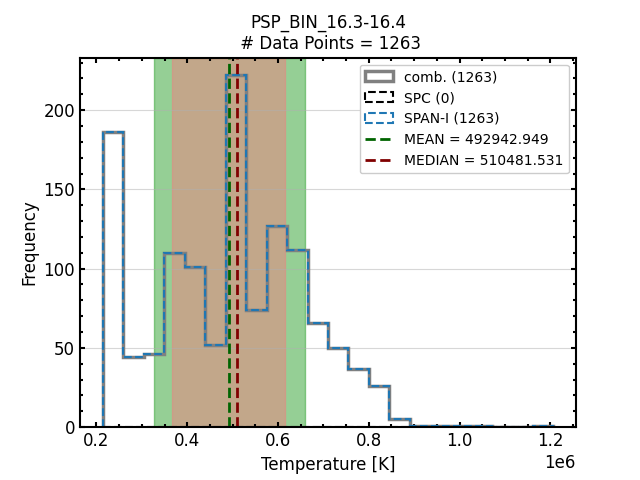 PSP_BIN_16.3-16.4
# Data Points = 1263
comb. (1263)
SPC (0)
SPAN-I (1263)
MEAN = 492942.949
MEDIAN = 510481.531
200
150
100
50
0
Frequency
0.2 0.4 0.6 0.8 1.0 1.2
1e6
Temperature [K]